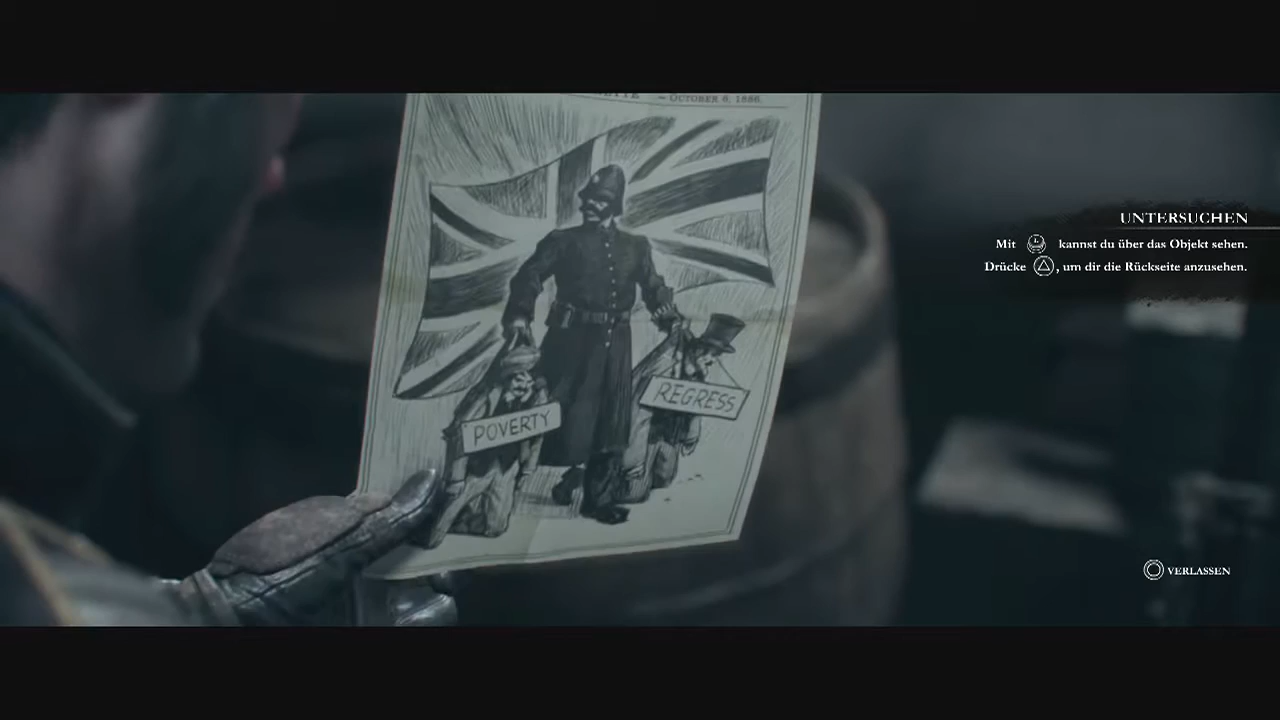 — OCTOBER 6, 1886.
POVERTY
REGRESS
UNTERSUCHEN
Mit kannst du über das Objekt sehen.
Drücke , um dir die Rückseite anzusehen.
VERLASSEN